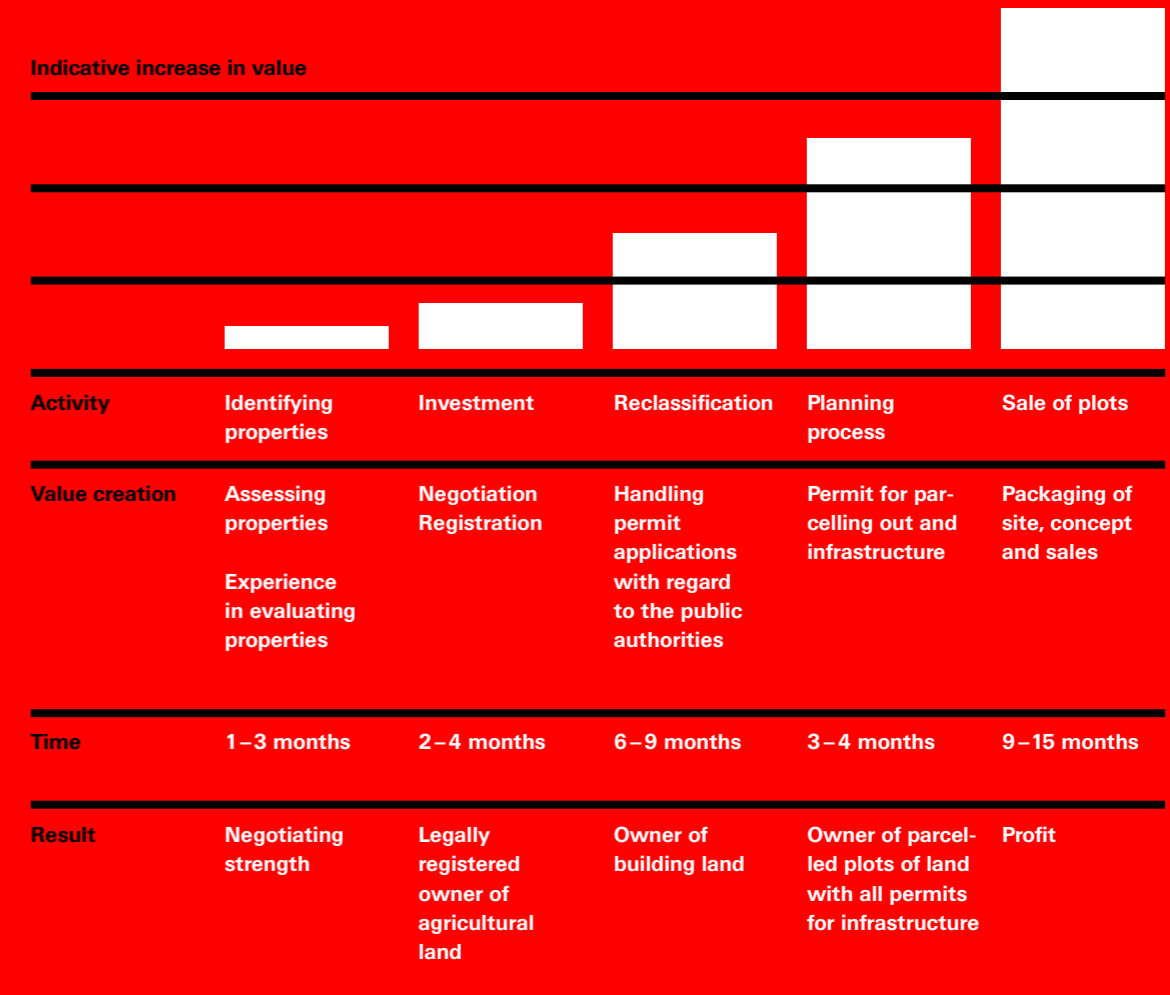 Indicative increase in value
Activity
Identifying
properties
Investment
Reclassification
Planning
process
Sale of plots
Value creation
Assessing
properties
Experience
in evaluating
properties
Negotiation
Registration
Handling
permit
applications
with regard
to the public
authorities
Permit for par-
celling out and
infrastructure
Packaging of
site, concept
and sales
Time
1–3 months
2–4 months
6–9 months
3–4 months
9–15 months
Result
Negotiating
strength
Legally
registered
owner of
agricultural
land
Owner of
building land
Owner of parcel-
led plots of land
with all permits
for infrastructure
Profit